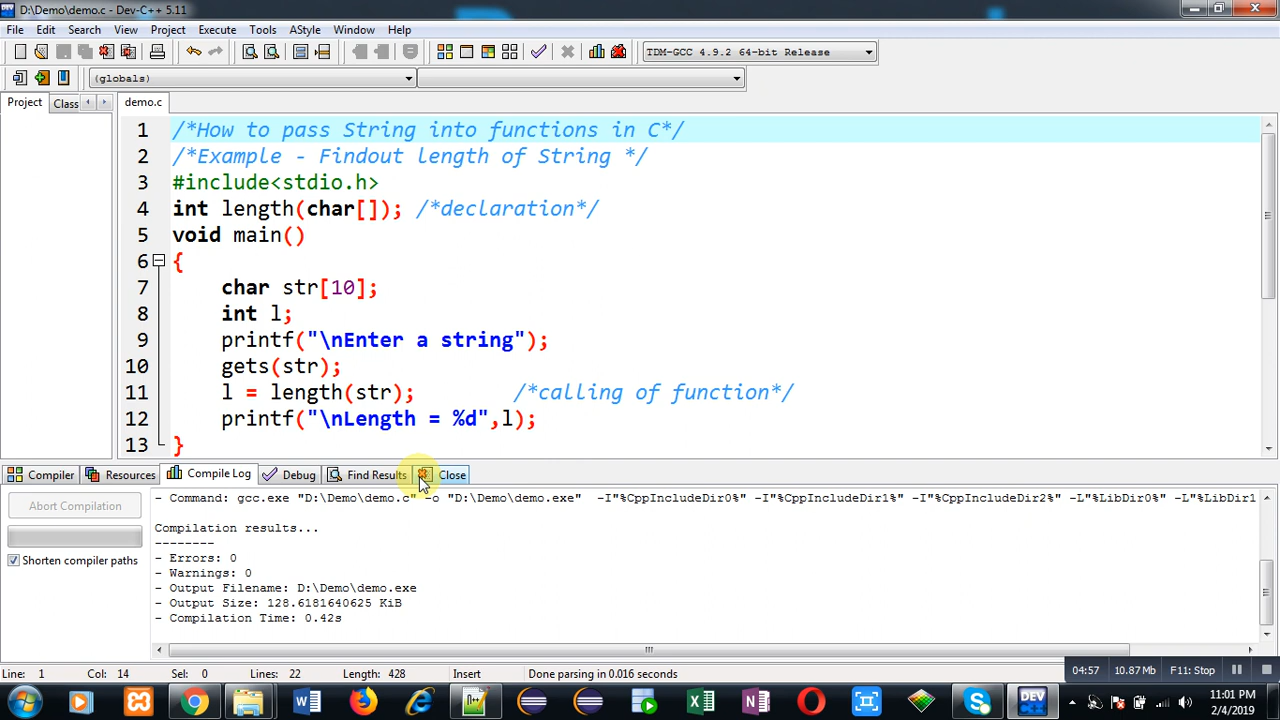 D:\Demo\demo.c - Dev-C++ 5.11
File Edit Search View Project Execute Tools AStyle Window Help
TDM-GCC 4.9.2 64-bit Release
(globals)
Project Class demo.c
1 /*How to pass String into functions in C*/
2 /*Example - Findout length of String */
3 #include<stdio.h>
4 int length(char[]); /*declaration*/
5 void main()
6 {
7 char str[10];
8 int l;
9 printf("\nEnter a string");
10 gets(str);
11 l = length(str); /*calling of function*/
12 printf("\nLength = %d",l);
13 }
Compiler Resources Compile Log Debug Find Results Close
Abort Compilation
Shorten compiler paths
- Command: gcc.exe "D:\Demo\demo.c" -o "D:\Demo\demo.exe" -I"%CppIncludeDir0%" -I"%CppIncludeDir1%" -I"%CppIncludeDir2%" -L"%LibDir0%" -L"%LibDir1
Compilation results...
--------
- Errors: 0
- Warnings: 0
- Output Filename: D:\Demo\demo.exe
- Output Size: 128.6181640625 KiB
- Compilation Time: 0.42s
Line: 1 Col: 14 Sel: 0 Lines: 22 Length: 428 Insert Done parsing in 0.016 seconds 04:57 10.87 Mb F11: Stop
DEV
11:01 PM
2/4/2019